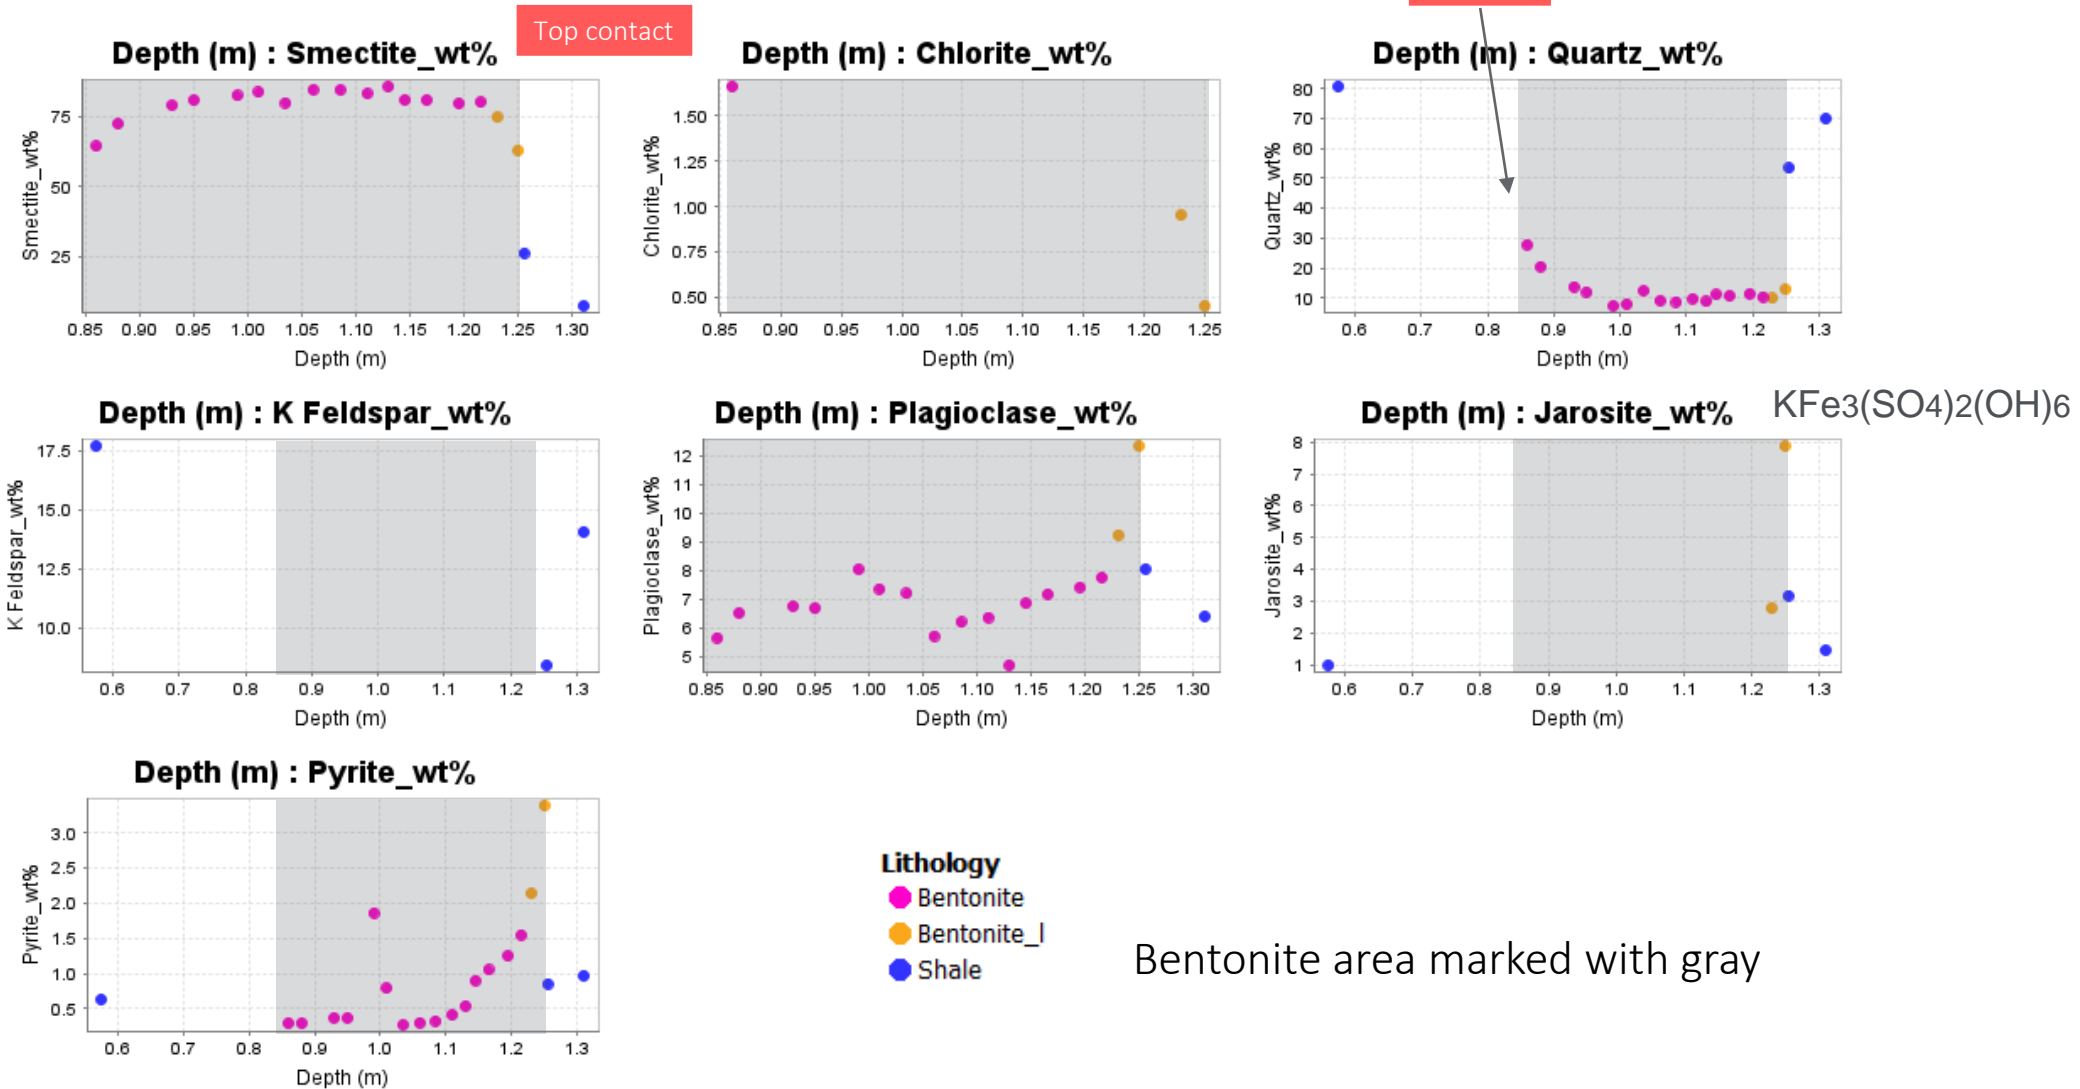 Top contact
Depth (m) : Smectite_wt%
Smectite_wt%
75
50
25
0.85 0.90 0.95 1.00 1.05 1.10 1.15 1.20 1.25 1.30
Depth (m)
Depth (m) : Chlorite_wt%
Chlorite_wt%
1.50
1.25
1.00
0.75
0.50
0.85 0.90 0.95 1.00 1.05 1.10 1.15 1.20 1.25
Depth (m)
Depth (m) : Quartz_wt%
Quartz_wt%
80
70
60
50
40
30
20
10
0.6 0.7 0.8 0.9 1.0 1.1 1.2 1.3
Depth (m)
Depth (m) : K Feldspar_wt%
K Feldspar_wt%
17.5
15.0
12.5
10.0
0.6 0.7 0.8 0.9 1.0 1.1 1.2 1.3
Depth (m)
Depth (m) : Plagioclase_wt%
Plagioclase_wt%
12
11
10
9
8
7
6
5
0.85 0.90 0.95 1.00 1.05 1.10 1.15 1.20 1.25 1.30
Depth (m)
Depth (m) : Jarosite_wt%
KFe3(SO4)2(OH)6
Jarosite_wt%
8
7
6
5
4
3
2
1
0.6 0.7 0.8 0.9 1.0 1.1 1.2 1.3
Depth (m)
Depth (m) : Pyrite_wt%
Pyrite_wt%
3.0
2.5
2.0
1.5
1.0
0.5
0.6 0.7 0.8 0.9 1.0 1.1 1.2 1.3
Depth (m)
Lithology
Bentonite
Bentonite_l
Shale
Bentonite area marked with gray